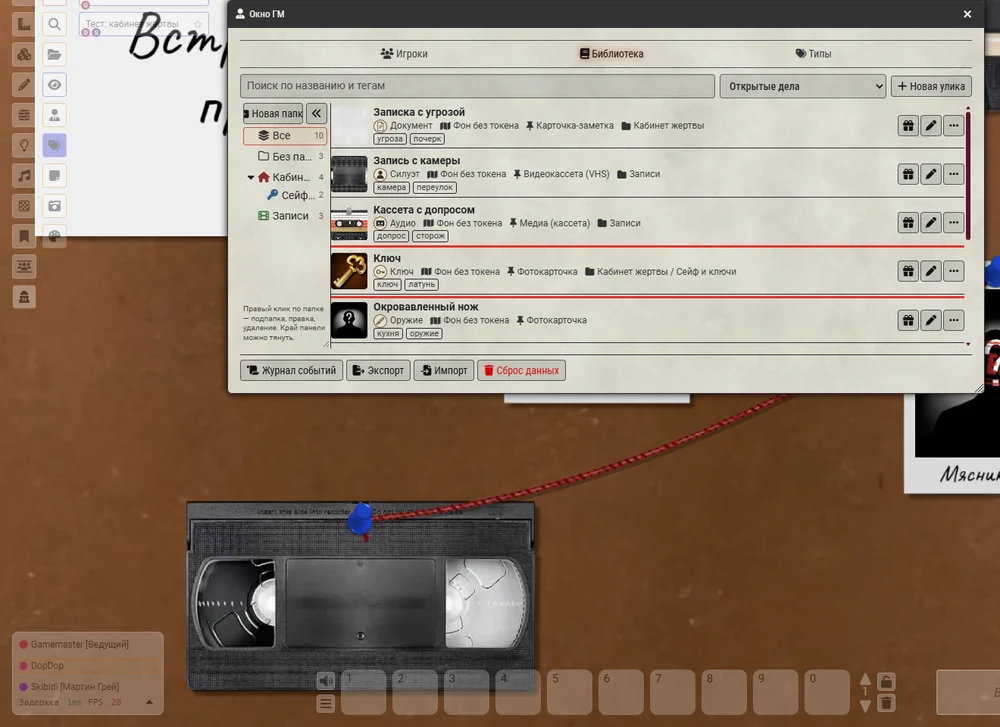 Окно ГМ
Тест: кабинет жертвы
Игроки
Библиотека
Типы
Поиск по названию и тегам
Открытые дела
Новая улика
Новая папк
Все 10
Без па... 3
Кабин... 4
Сейф... 2
Записи 3
Правый клик по папке
— подпапка, правка,
удаление. Край панели
можно тянуть.
Записка с угрозой
Документ Фон без токена Карточка-заметка Кабинет жертвы
угроза почерк
Запись с камеры
Силуэт Фон без токена Видеокассета (VHS) Записи
камера переулок
Кассета с допросом
Аудио Фон без токена Медиа (кассета) Записи
допрос сторож
Ключ
Ключ Фон без токена Фотокарточка Кабинет жертвы / Сейф и ключи
ключ латунь
Окровавленный нож
Оружие Фон без токена Фотокарточка
кухня оружие
Журнал событий
Экспорт
Импорт
Сброс данных
Мясник
Insert this side into recorder
Gamemaster [Ведущий]
DopDop
Skibidi [Мартин Грей]
Задержка 1ms FPS 20
1 2 3 4 5 6 7 8 9 0
1